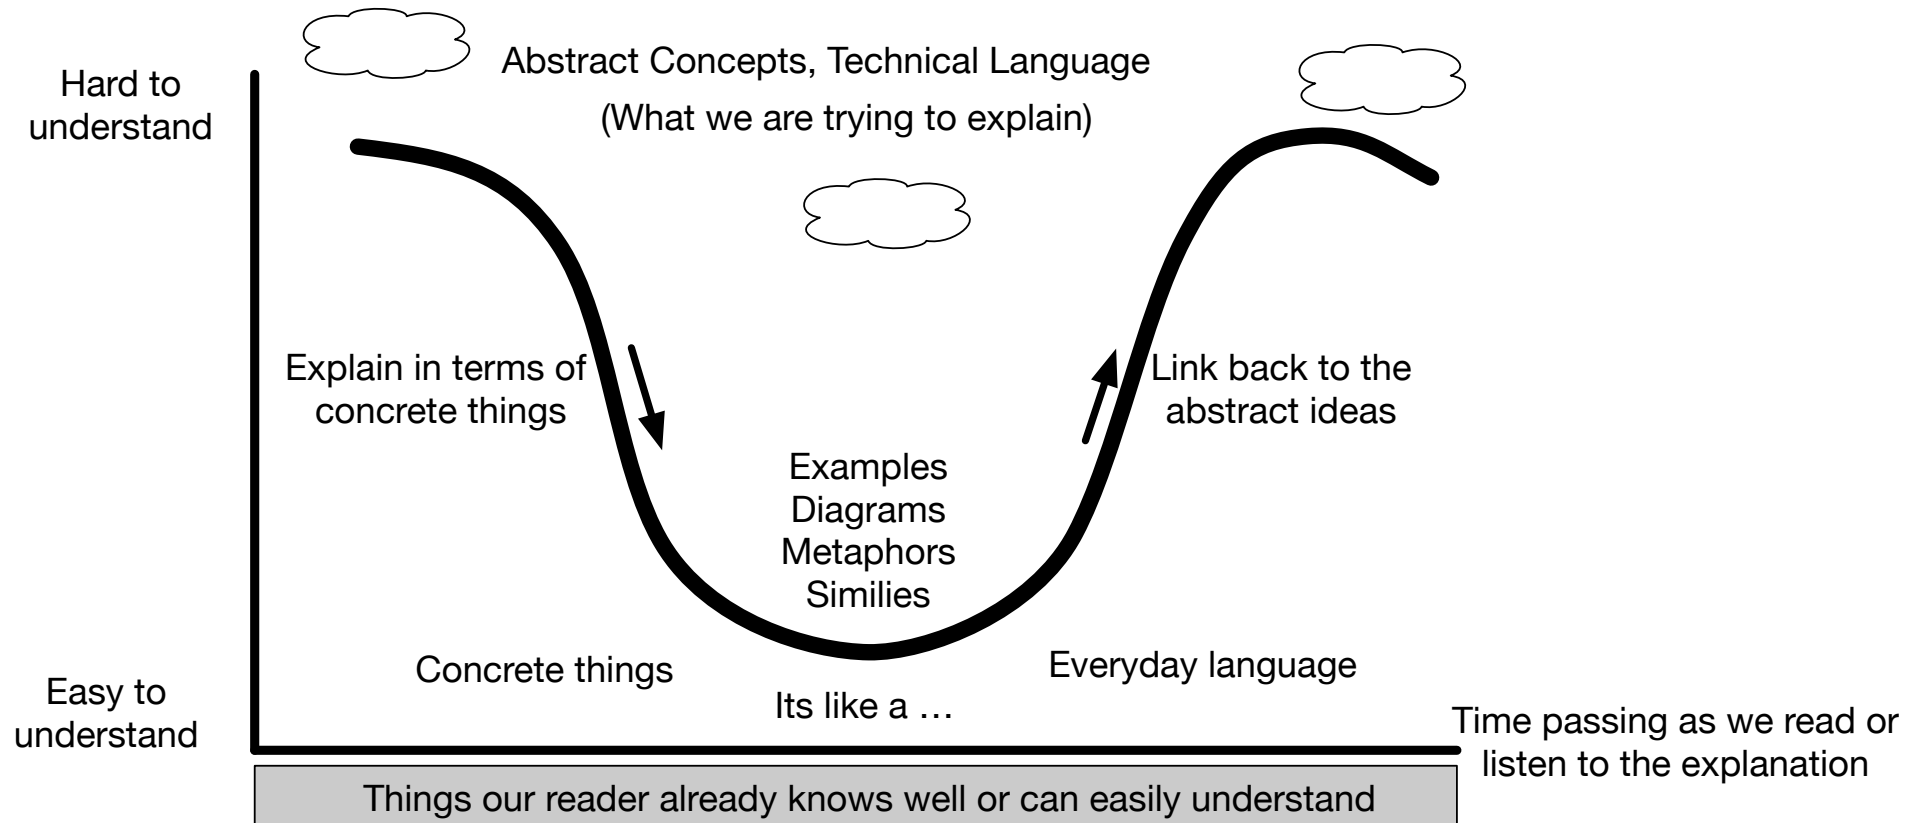 Abstract Concepts, Technical Language
(What we are trying to explain)
Hard to
understand
Explain in terms of
concrete things
Link back to the
abstract ideas
Examples
Diagrams
Metaphors
Similies
Concrete things
Everyday language
Its like a …
Easy to
understand
Time passing as we read or
listen to the explanation
Things our reader already knows well or can easily understand